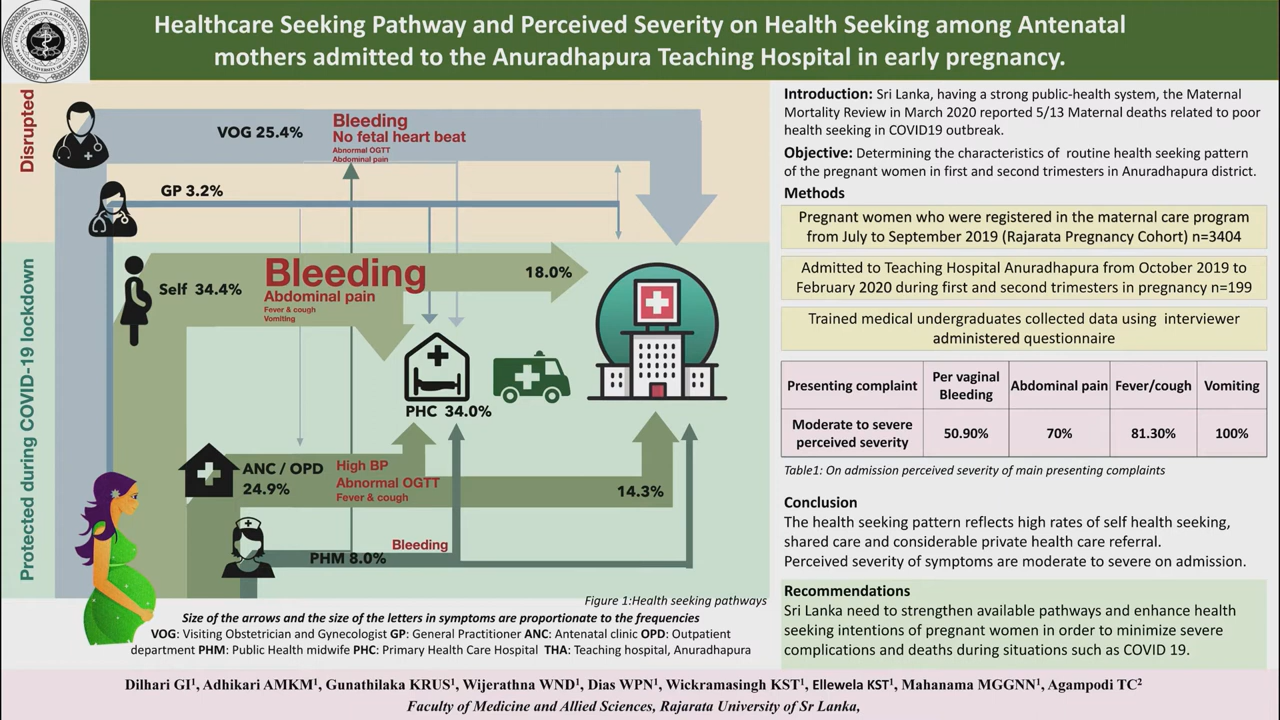 Healthcare Seeking Pathway and Perceived Severity on Health Seeking among Antenatal
mothers admitted to the Anuradhapura Teaching Hospital in early pregnancy.
Disrupted
Protected during COVID-19 lockdown
VOG 25.4%
Bleeding
No fetal heart beat
Abnormal OGTT
Abdominal pain
GP 3.2%
Self 34.4%
Bleeding
Abdominal pain
Fever & cough
Vomiting
18.0%
PHC 34.0%
ANC / OPD
24.9%
High BP
Abnormal OGTT
Fever & cough
14.3%
Bleeding
PHM 8.0%
Figure 1:Health seeking pathways
Size of the arrows and the size of the letters in symptoms are proportionate to the frequencies
VOG: Visiting Obstetrician and Gynecologist GP: General Practitioner ANC: Antenatal clinic OPD: Outpatient
department PHM: Public Health midwife PHC: Primary Health Care Hospital THA: Teaching hospital, Anuradhapura
Introduction: Sri Lanka, having a strong public-health system, the Maternal
Mortality Review in March 2020 reported 5/13 Maternal deaths related to poor
health seeking in COVID19 outbreak.
Objective: Determining the characteristics of routine health seeking pattern
of the pregnant women in first and second trimesters in Anuradhapura district.
Methods
Pregnant women who were registered in the maternal care program
from July to September 2019 (Rajarata Pregnancy Cohort) n=3404
Admitted to Teaching Hospital Anuradhapura from October 2019 to
February 2020 during first and second trimesters in pregnancy n=199
Trained medical undergraduates collected data using interviewer
administered questionnaire
Presenting complaint Per vaginal Bleeding Abdominal pain Fever/cough Vomiting
Moderate to severe perceived severity 50.90% 70% 81.30% 100%
Table1: On admission perceived severity of main presenting complaints
Conclusion
The health seeking pattern reflects high rates of self health seeking,
shared care and considerable private health care referral.
Perceived severity of symptoms are moderate to severe on admission.
Recommendations
Sri Lanka need to strengthen available pathways and enhance health
seeking intentions of pregnant women in order to minimize severe
complications and deaths during situations such as COVID 19.
Dilhari GI¹, Adhikari AMKM¹, Gunathilaka KRUS¹, Wijerathna WND¹, Dias WPN¹, Wickramasingh KST¹, Ellewela KST¹, Mahanama MGGNN¹, Agampodi TC²
Faculty of Medicine and Allied Sciences, Rajarata University of Sr Lanka,